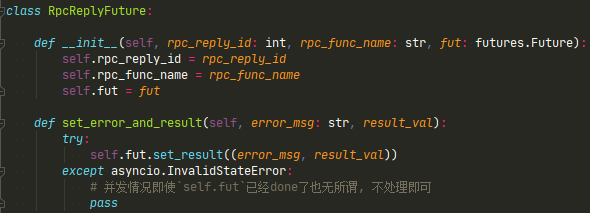 class RpcReplyFuture:
def __init__(self, rpc_reply_id: int, rpc_func_name: str, fut: futures.Future):
self.rpc_reply_id = rpc_reply_id
self.rpc_func_name = rpc_func_name
self.fut = fut
def set_error_and_result(self, error_msg: str, result_val):
try:
self.fut.set_result((error_msg, result_val))
except asyncio.InvalidStateError:
# 并发情况即使`self.fut`已经done了也无所谓, 不处理即可
pass